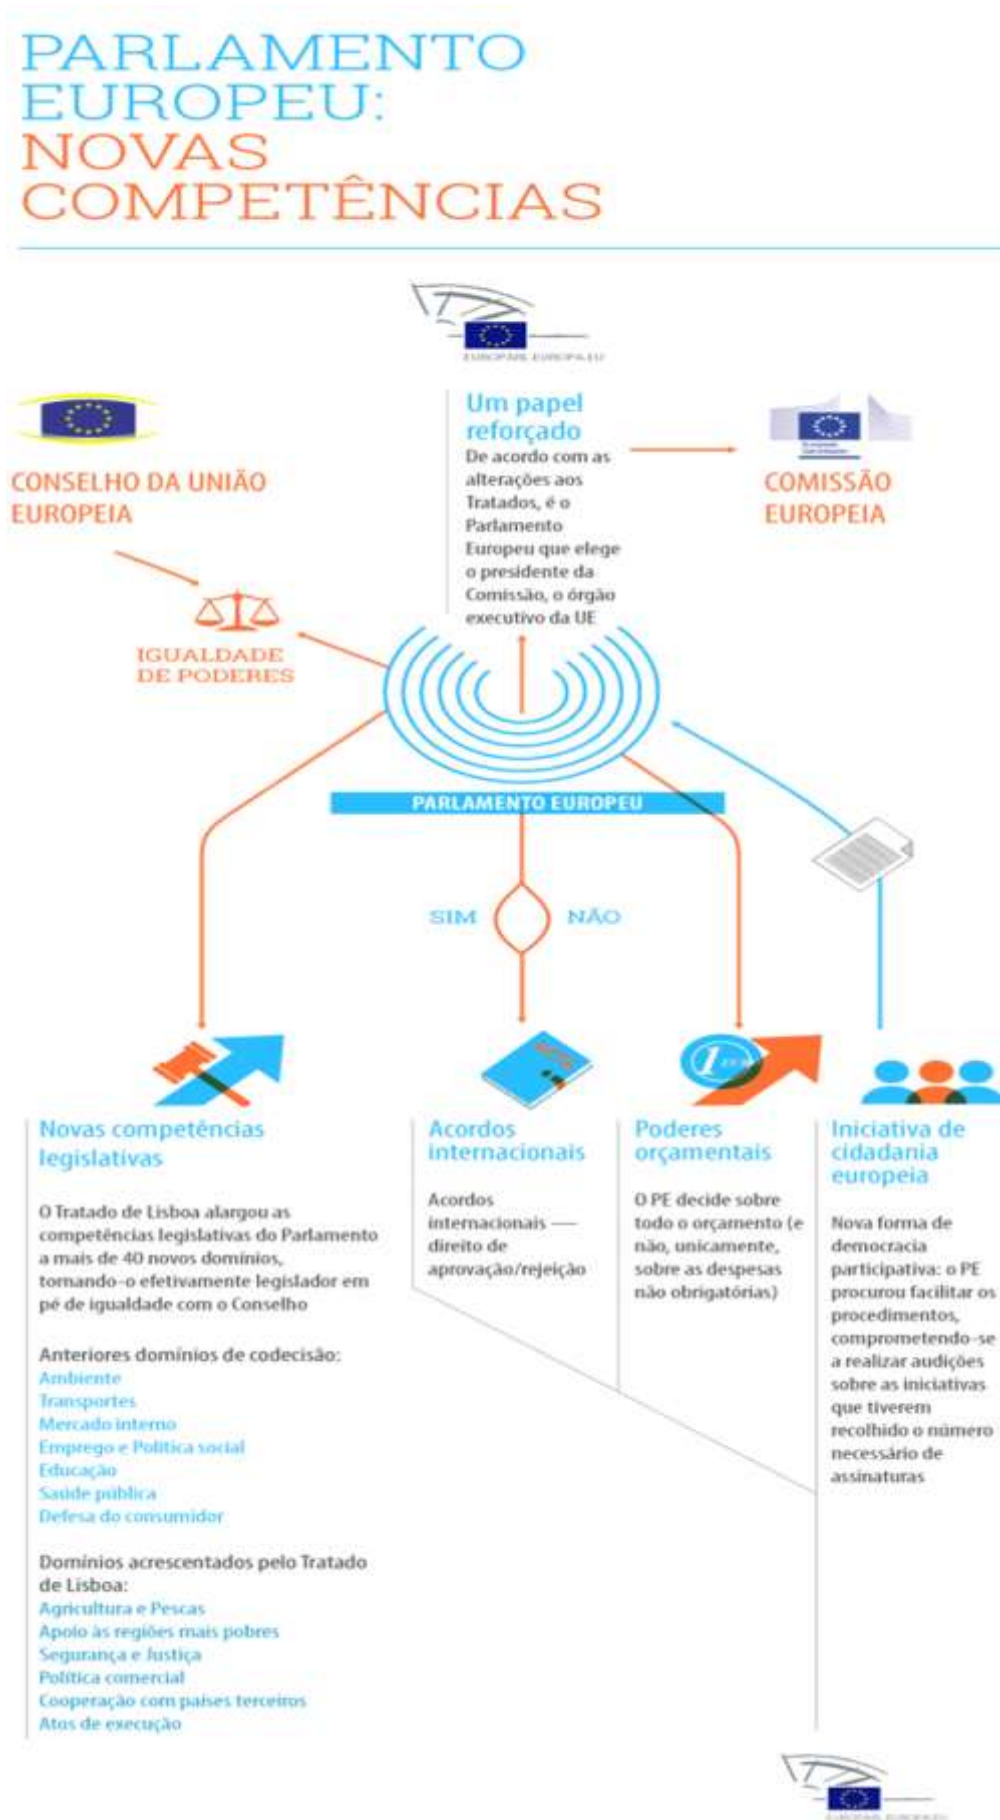 PARLAMENTO
EUROPEU:
NOVAS
COMPETÊNCIAS
EUROPARL.EUROPA.EU
Um papel
reforçado
De acordo com as
alterações aos
Tratados, é o
Parlamento
Europeu que elege
o presidente da
Comissão, o órgão
executivo da UE
CONSELHO DA UNIÃO
EUROPEIA
COMISSÃO
EUROPEIA
IGUALDADE
DE PODERES
PARLAMENTO EUROPEU
SIM
NÃO
Novas competências
legislativas
O Tratado de Lisboa alargou as
competências legislativas do Parlamento
a mais de 40 novos domínios,
tornando-o efetivamente legislador em
pé de igualdade com o Conselho
Anteriores domínios de codecisão:
Ambiente
Transportes
Mercado interno
Emprego e Política social
Educação
Saúde pública
Defesa do consumidor
Domínios acrescentados pelo Tratado
de Lisboa:
Agricultura e Pescas
Apoio às regiões mais pobres
Segurança e Justiça
Política comercial
Cooperação com países terceiros
Atos de execução
Acordos
internacionais
Acordos
internacionais —
direito de
aprovação/rejeição
1
Poderes
orçamentais
O PE decide sobre
todo o orçamento (e
não, unicamente,
sobre as despesas
não obrigatórias)
Iniciativa de
cidadania
europeia
Nova forma de
democracia
participativa: o PE
procurou facilitar os
procedimentos,
comprometendo-se
a realizar audições
sobre as iniciativas
que tiverem
recolhido o número
necessário de
assinaturas